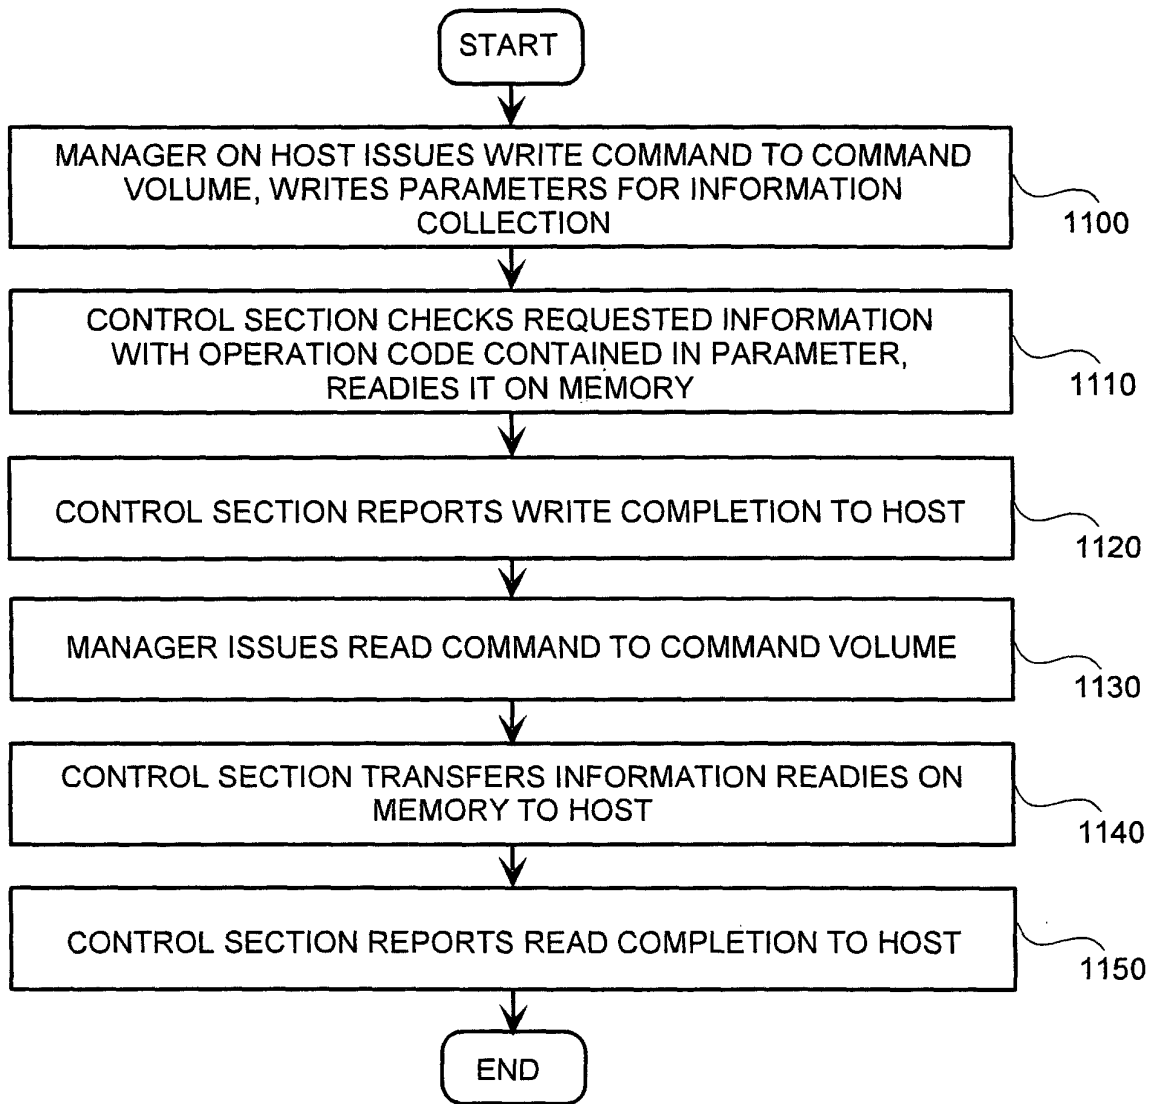 START
MANAGER ON HOST ISSUES WRITE COMMAND TO COMMAND
VOLUME, WRITES PARAMETERS FOR INFORMATION
COLLECTION
1100
CONTROL SECTION CHECKS REQUESTED INFORMATION
WITH OPERATION CODE CONTAINED IN PARAMETER,
READIES IT ON MEMORY
1110
CONTROL SECTION REPORTS WRITE COMPLETION TO HOST
1120
MANAGER ISSUES READ COMMAND TO COMMAND VOLUME
1130
CONTROL SECTION TRANSFERS INFORMATION READIES ON
MEMORY TO HOST
1140
CONTROL SECTION REPORTS READ COMPLETION TO HOST
1150
END